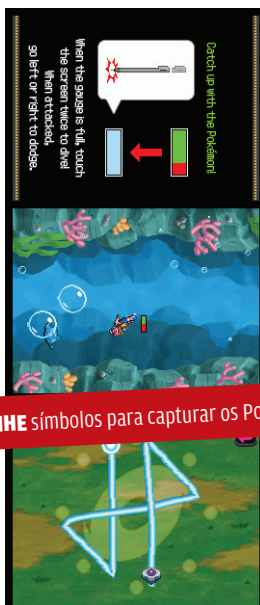 Catch up with the Pokémon!
When the gauge is full, touch
the screen twice to dive!
When attacked,
go left or right to dodge.
símbolos para capturar os